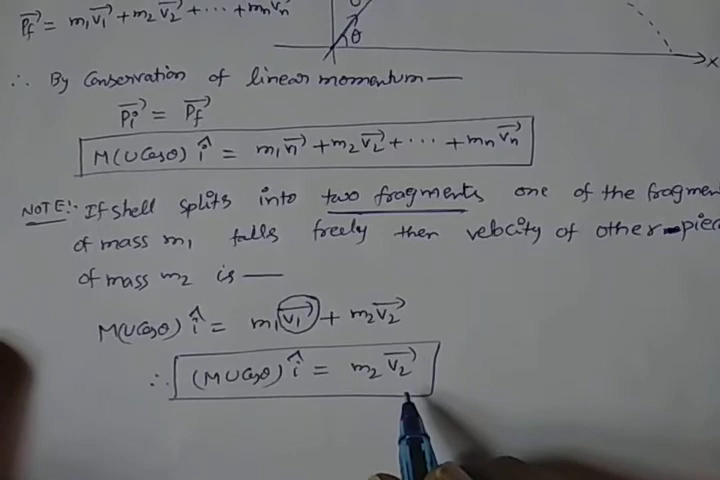 P⃗f = m₁v⃗₁ + m₂v⃗₂ + ⋯ + mₙv⃗ₙ
θ
x
∴ By Conservation of linear momentum —
P⃗i = P⃗f
M(UCosθ) î = m₁v⃗₁ + m₂v⃗₂ + ⋯ + mₙv⃗ₙ
NOTE:- If shell splits into two fragments one of the
of mass m₁ falls freely then velocity of other
of mass m₂ is —
M(UCosθ) î = m₁v⃗₁ + m₂v⃗₂
∴ (MUCosθ) î = m₂v⃗₂